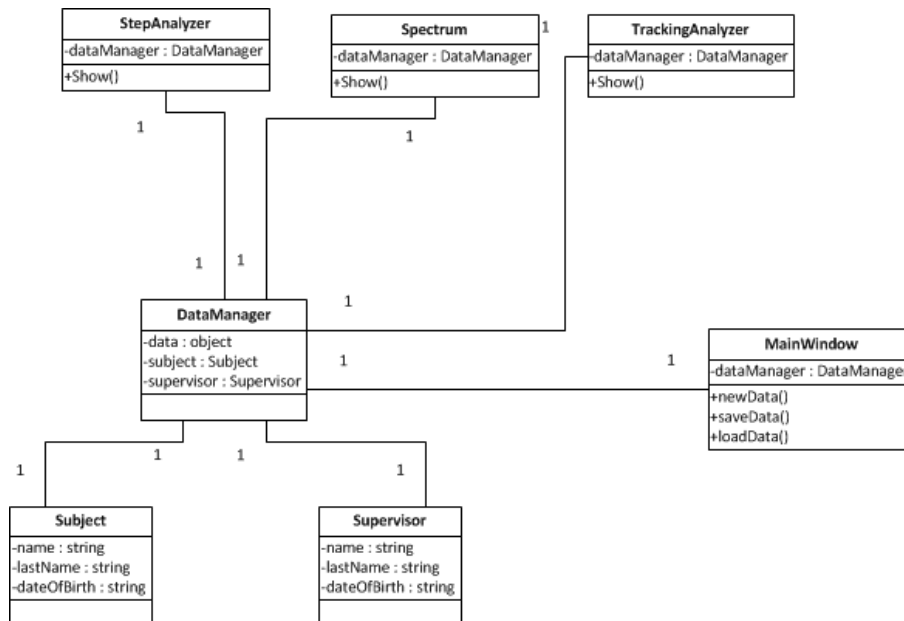 StepAnalyzer
-dataManager : DataManager
+Show()
Spectrum
-dataManager : DataManager
+Show()
1
TrackingAnalyzer
-dataManager : DataManager
+Show()
1
1
1
1
1
DataManager
-data : object
-subject : Subject
-supervisor : Supervisor
1
1
MainWindow
-dataManager : DataManager
+newData()
+saveData()
+loadData()
1
1
1
1
Subject
-name : string
-lastName : string
-dateOfBirth : string
Supervisor
-name : string
-lastName : string
-dateOfBirth : string